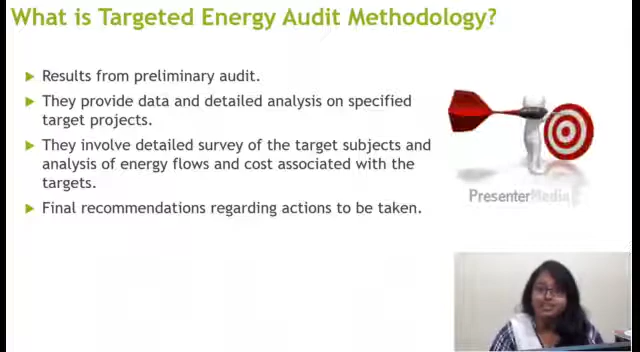 What is Targeted Energy Audit Methodology?
Results from preliminary audit.
They provide data and detailed analysis on specified
target projects.
They involve detailed survey of the target subjects and
analysis of energy flows and cost associated with the
targets.
Final recommendations regarding actions to be taken.
PresenterMedia